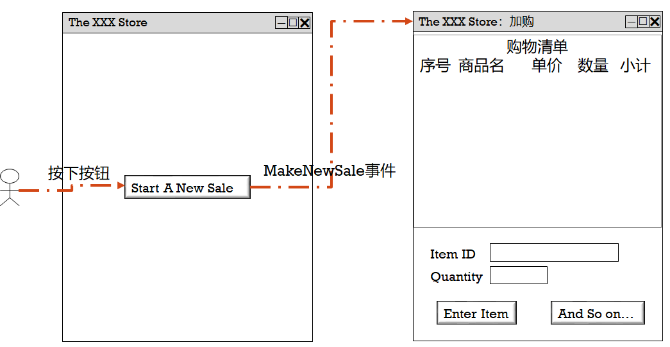 The XXX Store
按下按钮
Start A New Sale
MakeNewSale事件
The XXX Store：加购
购物清单
序号 商品名 单价 数量 小计
Item ID
Quantity
Enter Item
And So on...